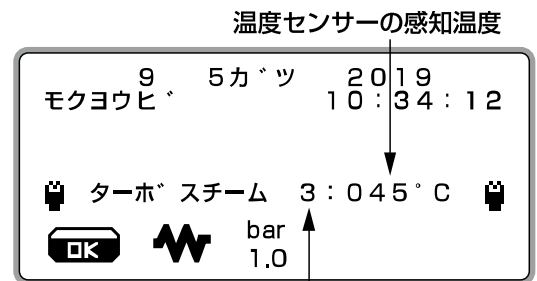 温度センサーの感知温度
9 5ガツ 2019
モクヨウビ 10:34:12
ターボ スチーム 3:045°C
OK bar
1.0